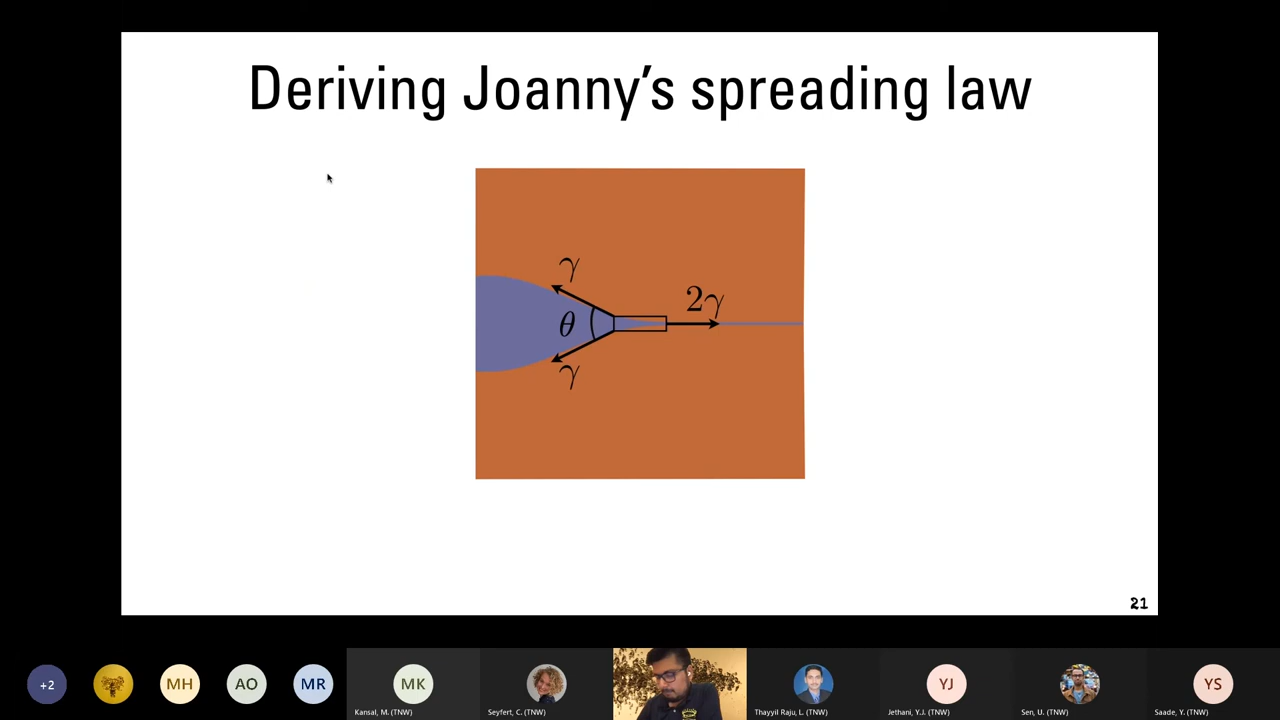 Deriving Joanny's spreading law
γ
2γ
θ
γ
21
+2
MH
AO
MR
MK
Kansal, M. (TNW)
Seyfert, C. (TNW)
Thayyil Raju, L. (TNW)
YJ
Jethani, Y.J. (TNW)
Sen, U. (TNW)
YS
Saade, Y. (TNW)